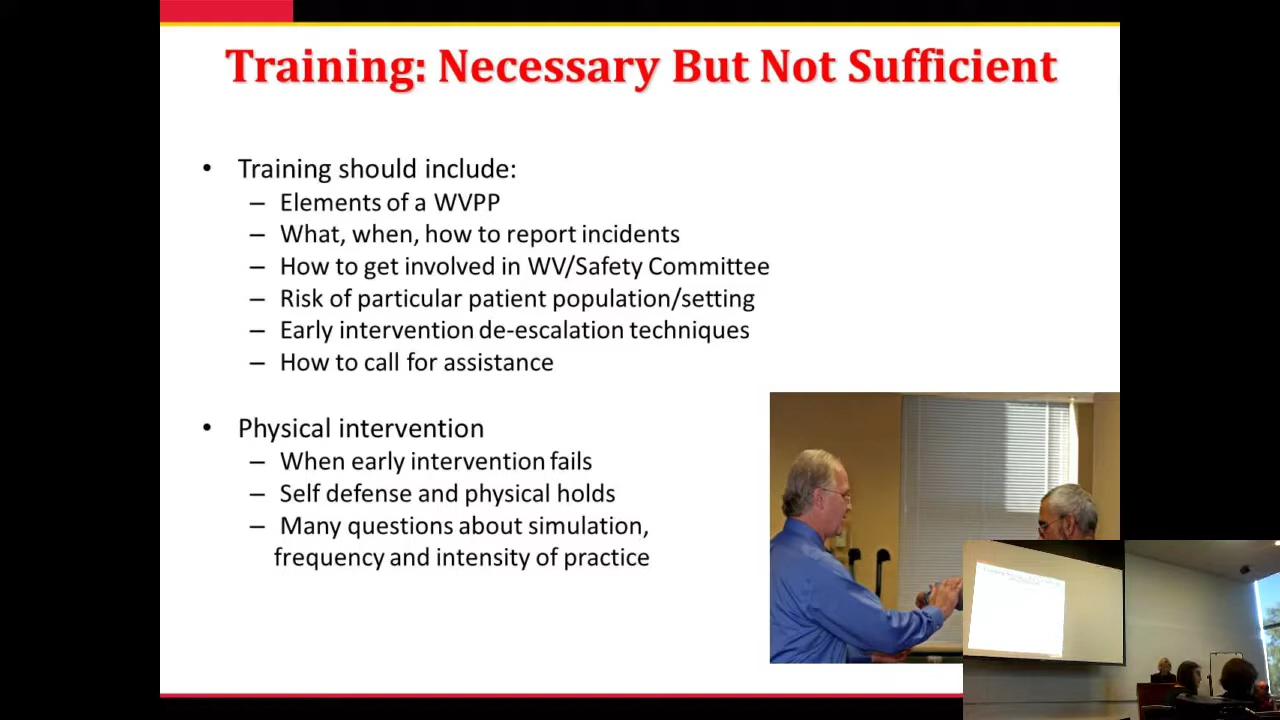 Training: Necessary But Not Sufficient
• Training should include:
– Elements of a WVPP
– What, when, how to report incidents
– How to get involved in WV/Safety Committee
– Risk of particular patient population/setting
– Early intervention de-escalation techniques
– How to call for assistance
• Physical intervention
– When early intervention fails
– Self defense and physical holds
– Many questions about simulation,
frequency and intensity of practice